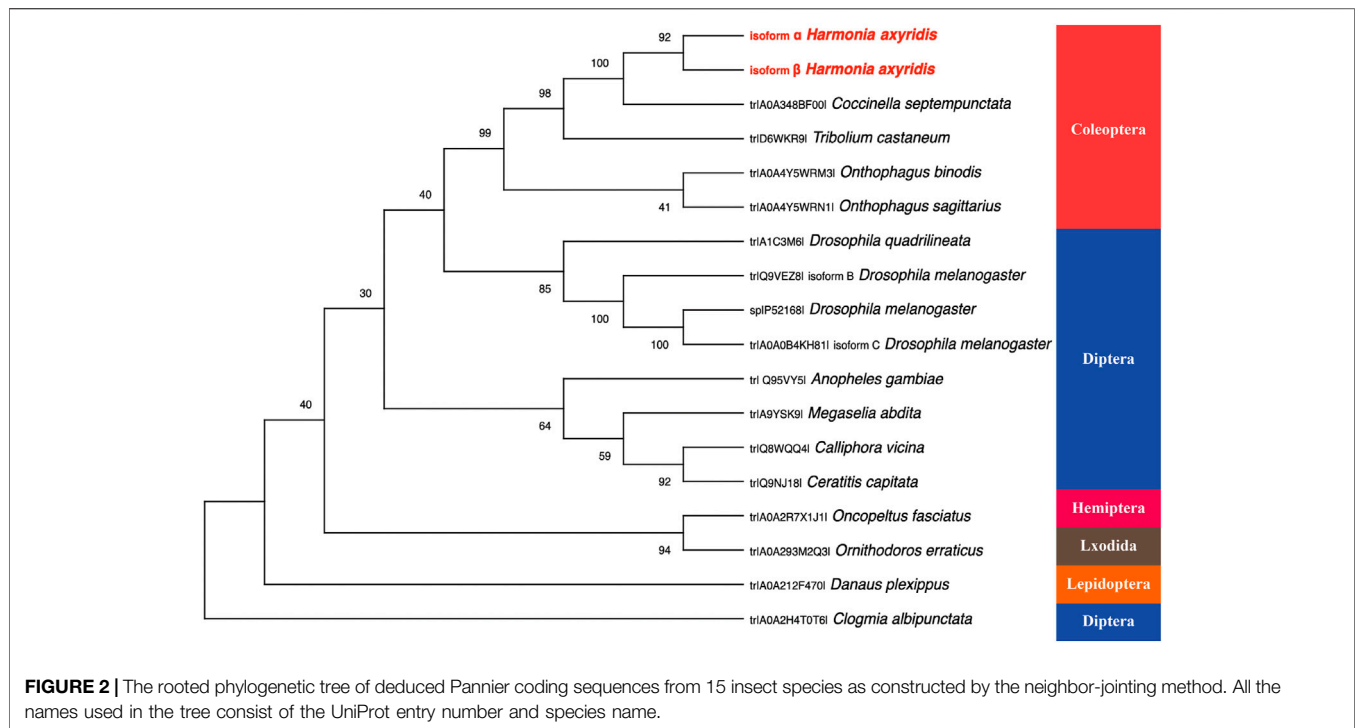 92
isoform α Harmonia axyridis
isoform β Harmonia axyridis
100
tr|A0A348BF00| Coccinella septempunctata
98
tr|D6WKR9| Tribolium castaneum
99
tr|A0A4Y5WRM3| Onthophagus binodis
41
tr|A0A4Y5WRN1| Onthophagus sagittarius
40
tr|A1C3M6| Drosophila quadrilineata
85
tr|Q9VEZ8| isoform B Drosophila melanogaster
100
sp|P52168| Drosophila melanogaster
100
tr|A0A0B4KH81| isoform C Drosophila melanogaster
30
tr| Q95VY5| Anopheles gambiae
64
tr|A9YSK9| Megaselia abdita
59
tr|Q8WQQ4| Calliphora vicina
92
tr|Q9NJ18| Ceratitis capitata
40
tr|A0A2R7X1J1| Oncopeltus fasciatus
94
tr|A0A293M2Q3| Ornithodoros erraticus
tr|A0A212F470| Danaus plexippus
tr|A0A2H4T0T6| Clogmia albipunctata
Coleoptera
Diptera
Hemiptera
Lxodida
Lepidoptera
Diptera
FIGURE 2 | The rooted phylogenetic tree of deduced Pannier coding sequences from 15 insect species as constructed by the neighbor-jointing method. All the
names used in the tree consist of the UniProt entry number and species name.